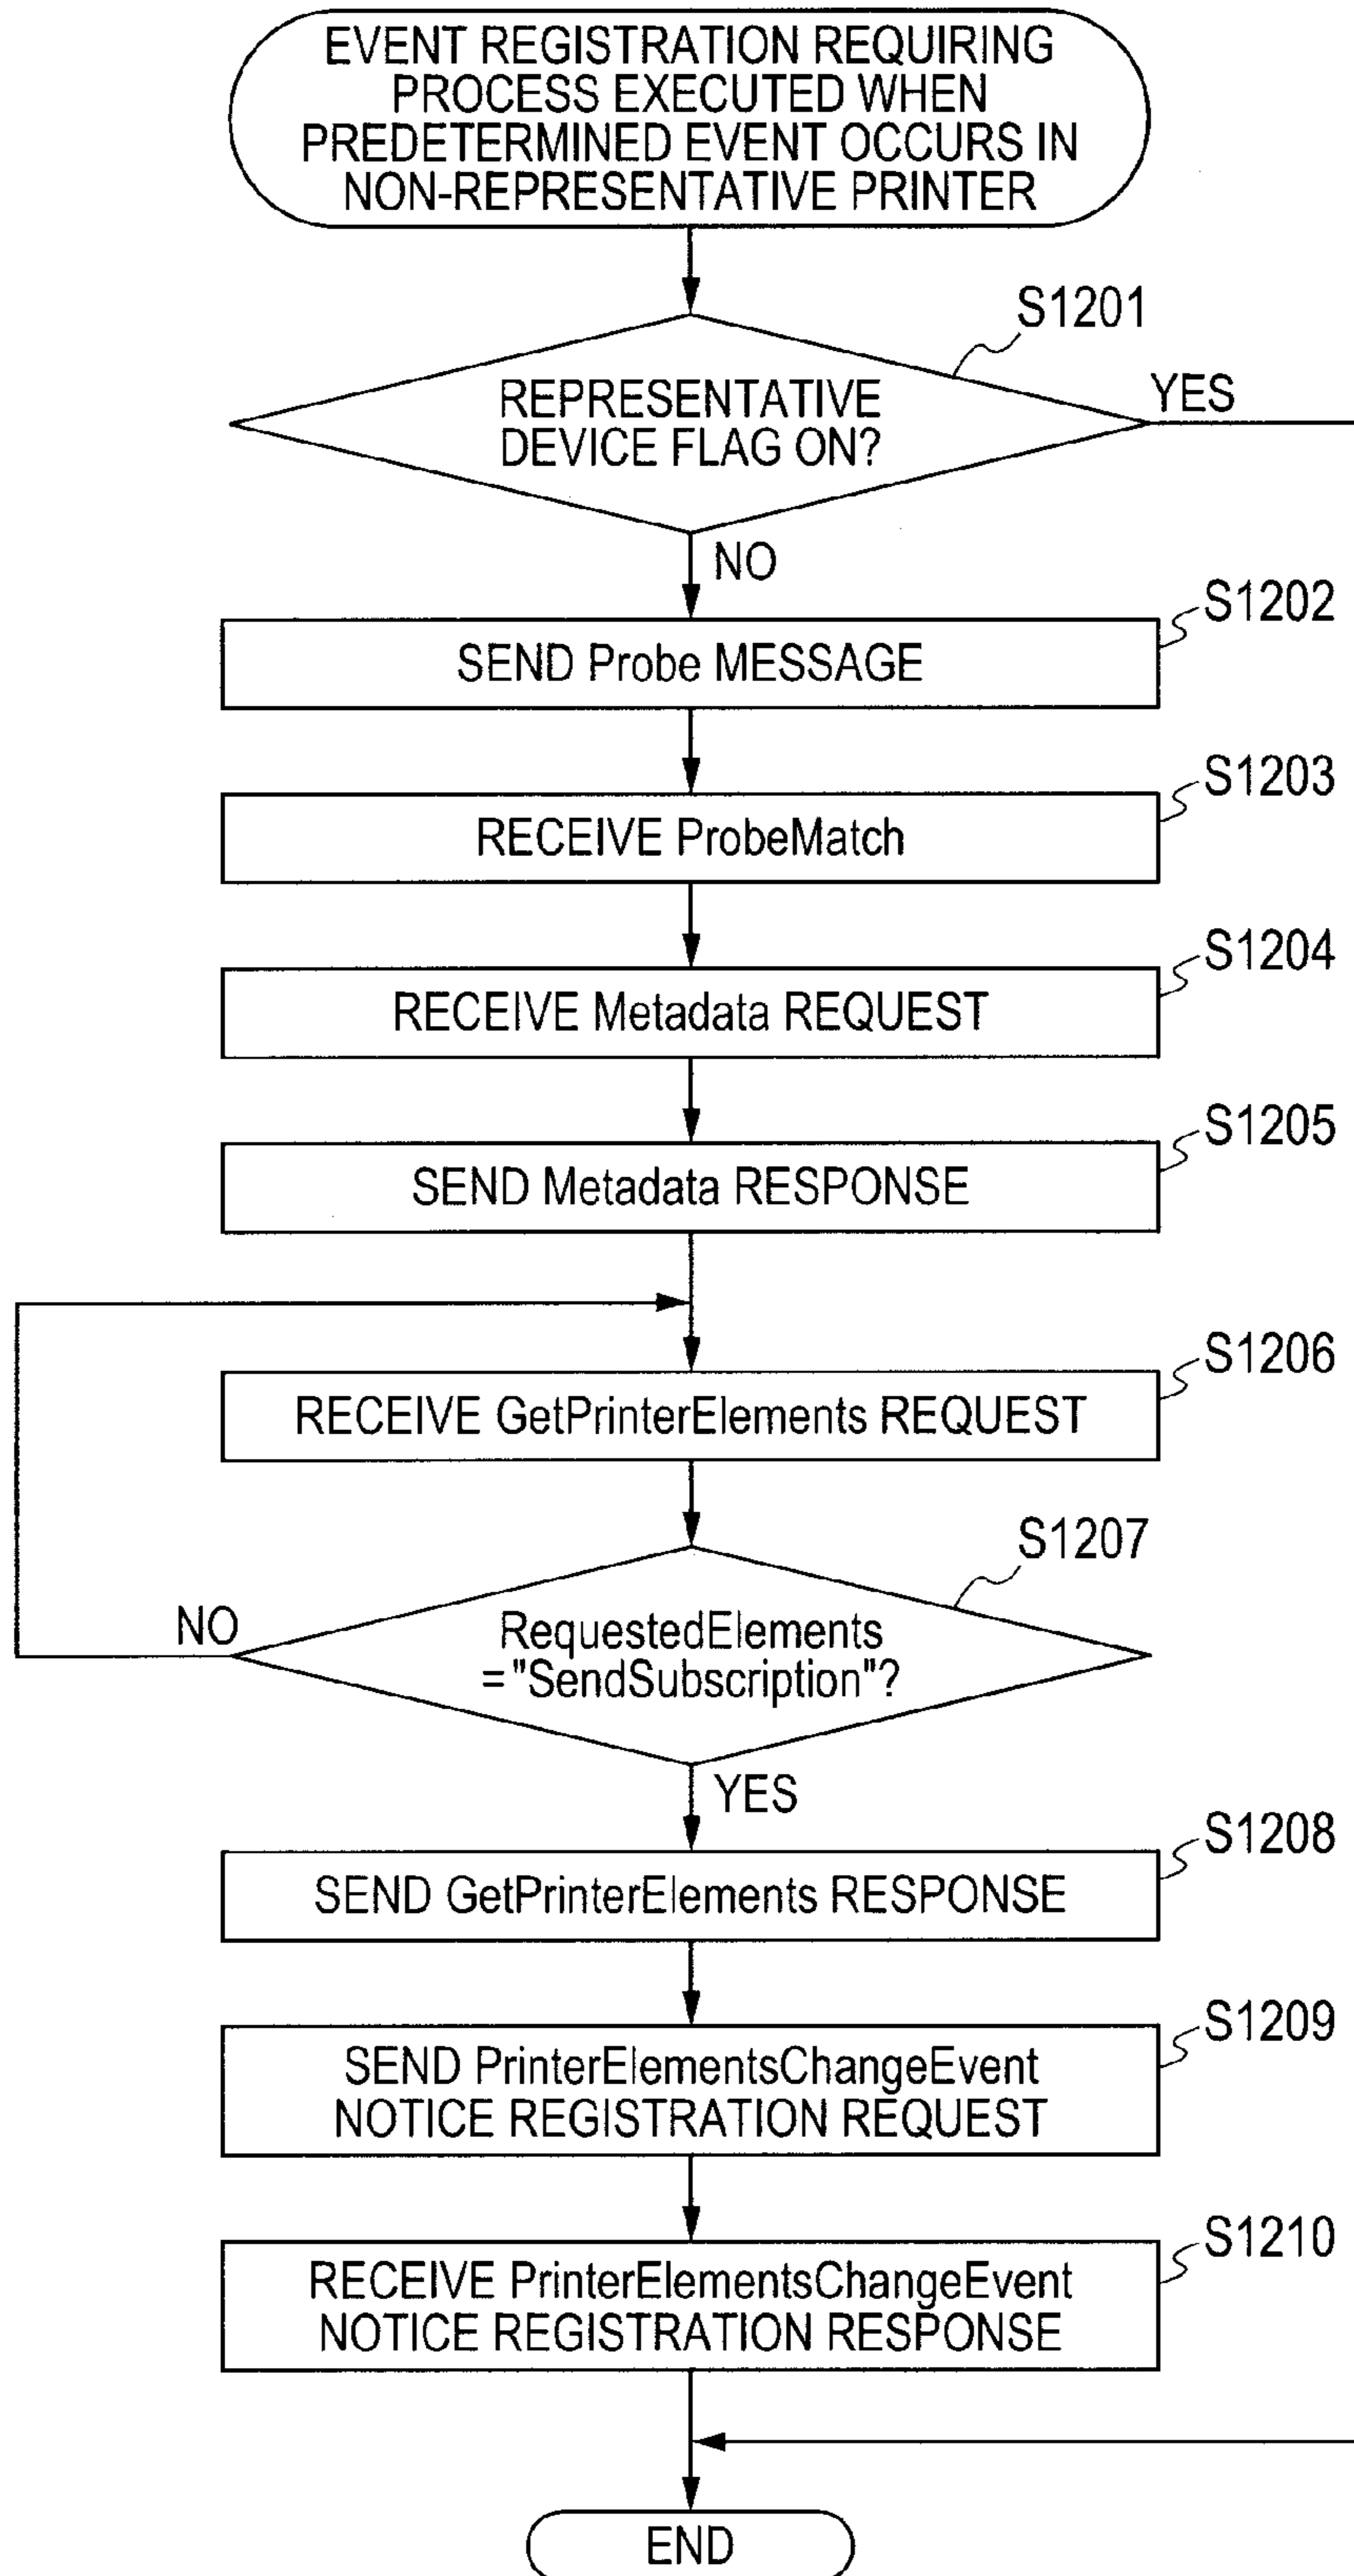 EVENT REGISTRATION REQUIRING
PROCESS EXECUTED WHEN
PREDETERMINED EVENT OCCURS IN
NON-REPRESENTATIVE PRINTER
S1201
REPRESENTATIVE
DEVICE FLAG ON?
YES
NO
S1202
SEND Probe MESSAGE
S1203
RECEIVE ProbeMatch
S1204
RECEIVE Metadata REQUEST
S1205
SEND Metadata RESPONSE
S1206
RECEIVE GetPrinterElements REQUEST
S1207
RequestedElements
="SendSubscription"?
NO
YES
S1208
SEND GetPrinterElements RESPONSE
S1209
SEND PrinterElementsChangeEvent
NOTICE REGISTRATION REQUEST
S1210
RECEIVE PrinterElementsChangeEvent
NOTICE REGISTRATION RESPONSE
END